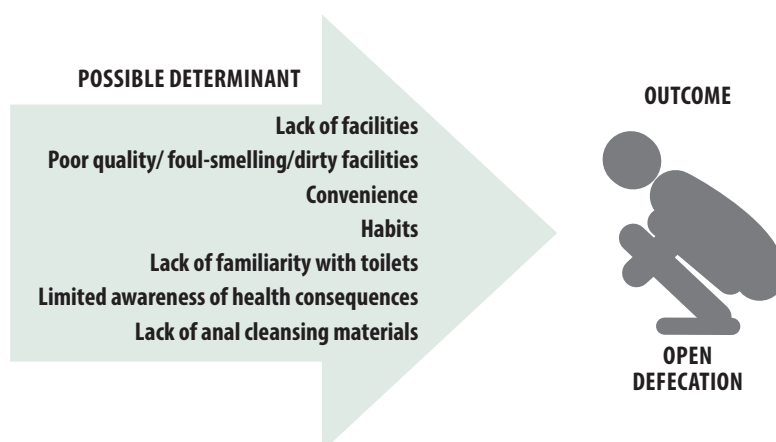 POSSIBLE DETERMINANT
Lack of facilities
Poor quality/ foul-smelling/dirty facilities
Convenience
Habits
Lack of familiarity with toilets
Limited awareness of health consequences
Lack of anal cleansing materials
OUTCOME
OPEN
DEFECATION